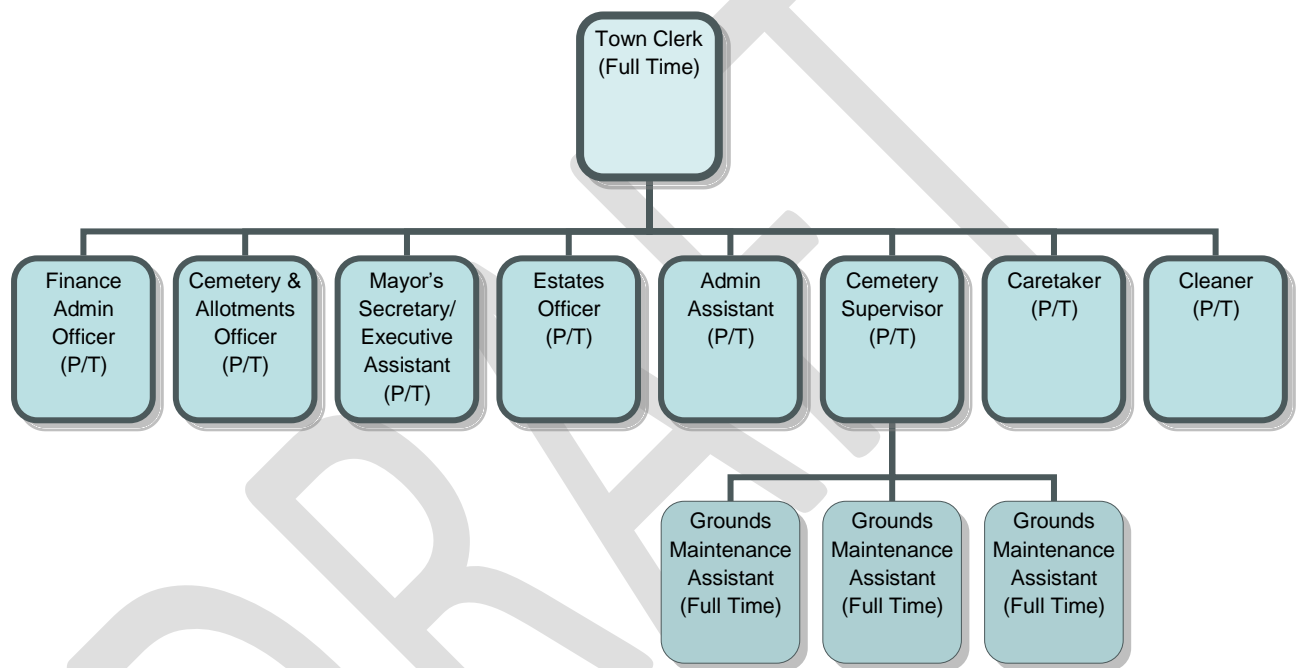 Town Clerk
(Full Time)
Finance
Admin
Officer
(P/T)
Cemetery &
Allotments
Officer
(P/T)
Mayor’s
Secretary/
Executive
Assistant
(P/T)
Estates
Officer
(P/T)
Admin
Assistant
(P/T)
Cemetery
Supervisor
(P/T)
Caretaker
(P/T)
Cleaner
(P/T)
Grounds
Maintenance
Assistant
(Full Time)
Grounds
Maintenance
Assistant
(Full Time)
Grounds
Maintenance
Assistant
(Full Time)
DRAFT